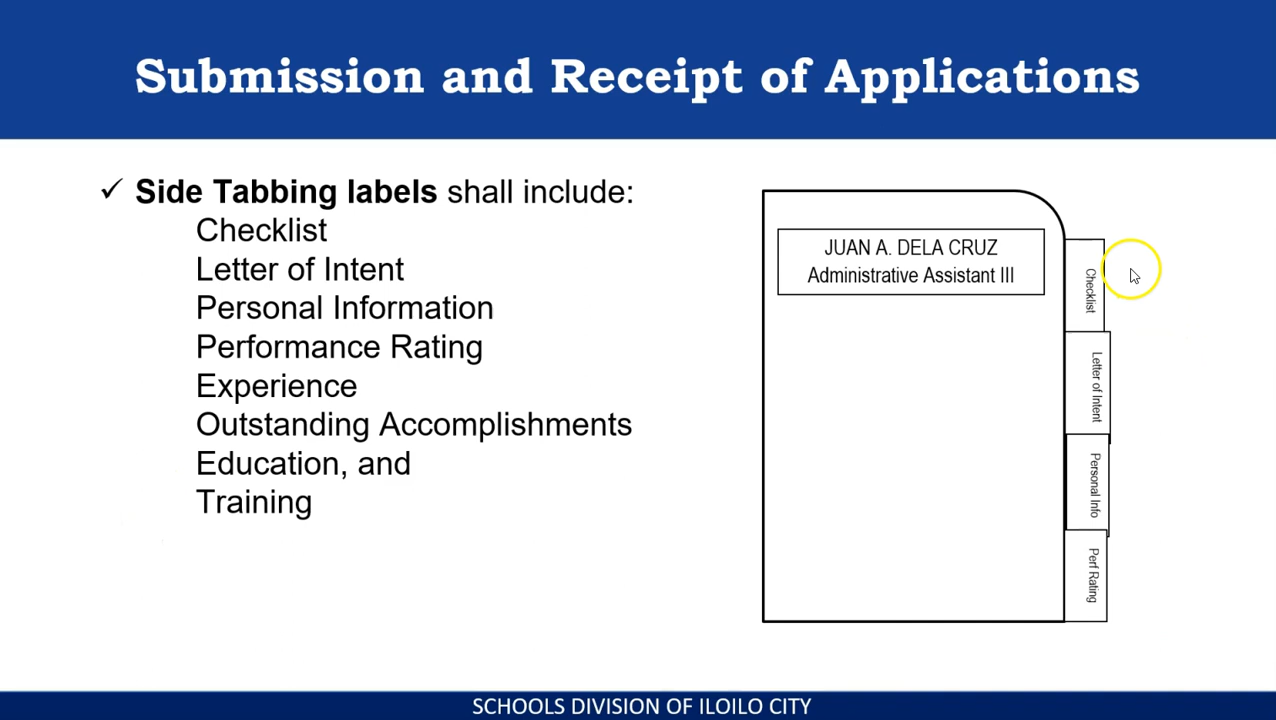 Submission and Receipt of Applications
✓ Side Tabbing labels shall include:
Checklist
Letter of Intent
Personal Information
Performance Rating
Experience
Outstanding Accomplishments
Education, and
Training
JUAN A. DELA CRUZ
Administrative Assistant III
Checklist
Letter of Intent
Personal Info
Perf Rating
SCHOOLS DIVISION OF ILOILO CITY